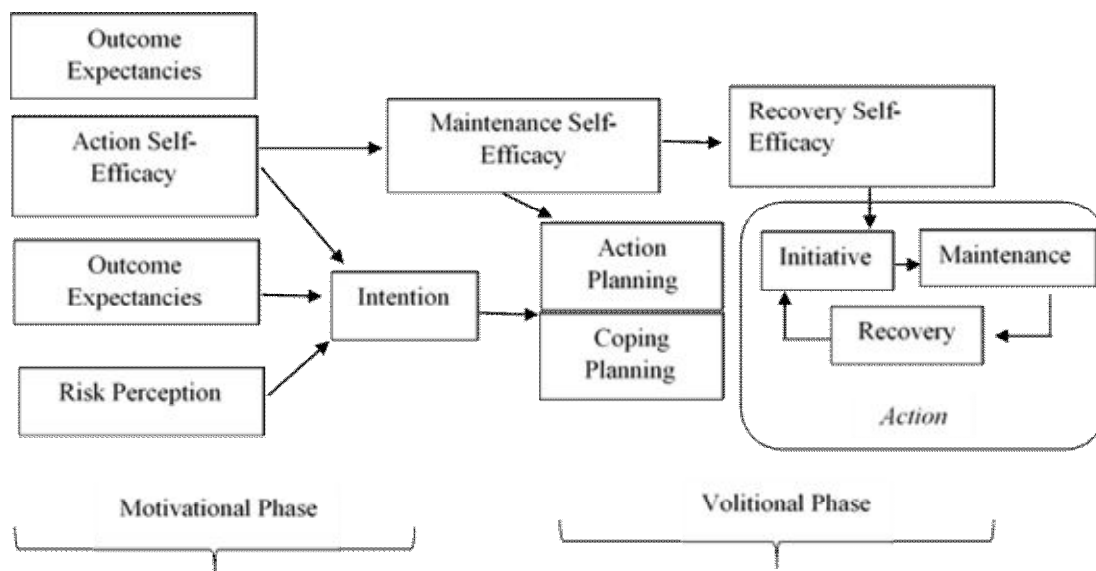 Outcome
Expectancies
Action Self-
Efficacy
Outcome
Expectancies
Risk Perception
Intention
Maintenance Self-
Efficacy
Action
Planning
Coping
Planning
Recovery Self-
Efficacy
Initiative
Maintenance
Recovery
Action
Motivational Phase
Volitional Phase